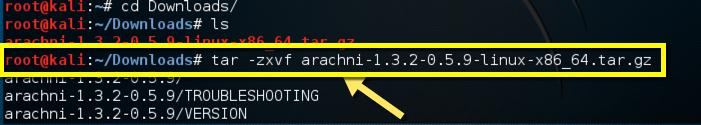 root@kali:~# cd Downloads/
root@kali:~/Downloads# ls
arachni-1.3.2-0.5.9-linux-x86_64.tar.gz
root@kali:~/Downloads# tar -zxvf arachni-1.3.2-0.5.9-linux-x86_64.tar.gz
arachni-1.3.2-0.5.9/
arachni-1.3.2-0.5.9/TROUBLESHOOTING
arachni-1.3.2-0.5.9/VERSION